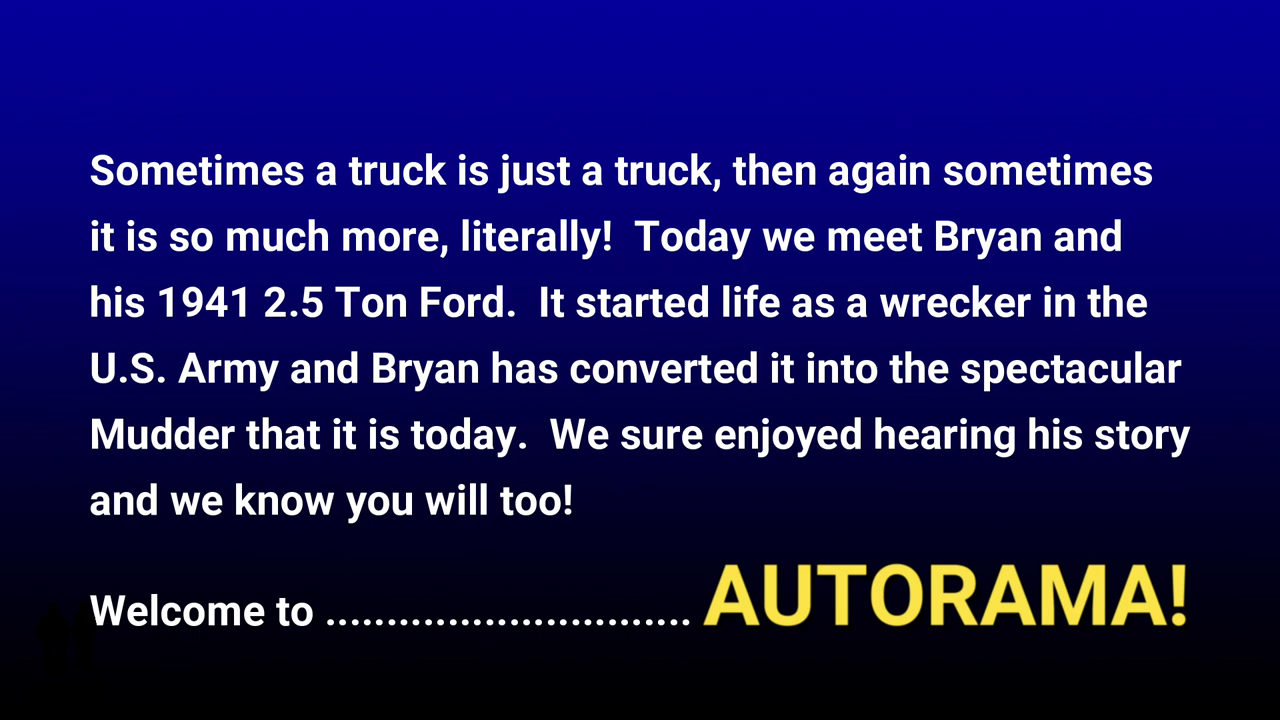 Sometimes a truck is just a truck, then again sometimes
it is so much more, literally!  Today we meet Bryan and
his 1941 2.5 Ton Ford.  It started life as a wrecker in the
U.S. Army and Bryan has converted it into the spectacular
Mudder that it is today.  We sure enjoyed hearing his story
and we know you will too!
Welcome to .............................. AUTORAMA!